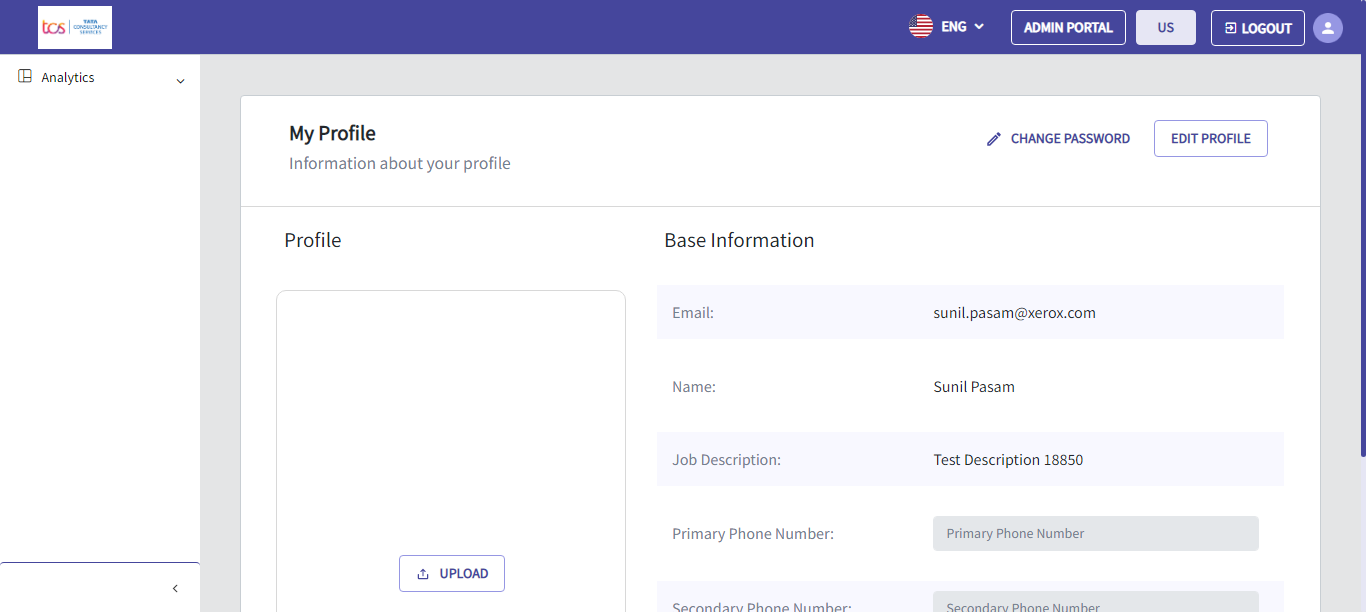 tcs TATA CONSULTANCY SERVICES
ENG
ADMIN PORTAL
US
LOGOUT
Analytics
My Profile
Information about your profile
CHANGE PASSWORD
EDIT PROFILE
Profile
UPLOAD
Base Information
Email: sunil.pasam@xerox.com
Name: Sunil Pasam
Job Description: Test Description 18850
Primary Phone Number: Primary Phone Number
Secondary Phone Number: Secondary Phone Number